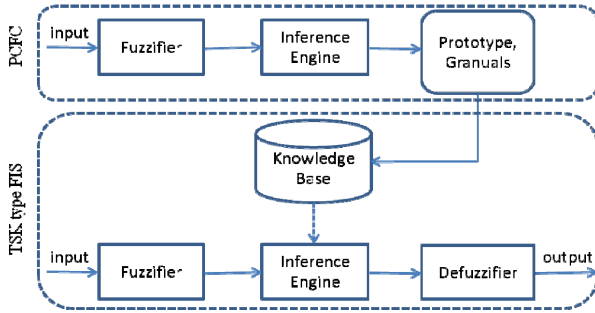 PCFC
input
Fuzzifier
Inference
Engine
Prototype,
Granuals
TSK type FIS
Knowledge
Base
input
Fuzzifier
Inference
Engine
Defuzzifier
output